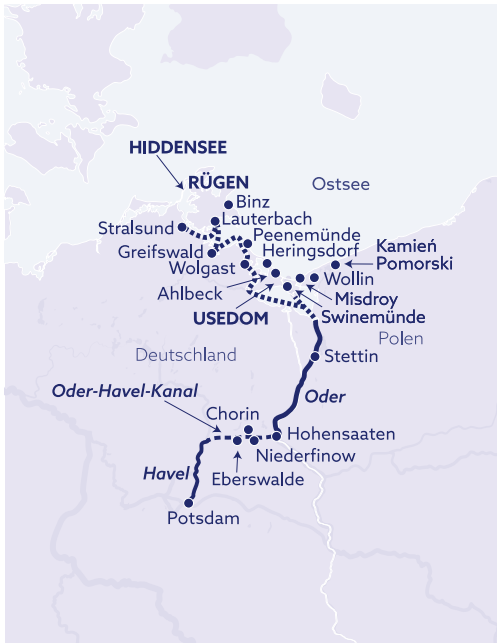 HIDDENSEE
RÜGEN
Ostsee
Binz
Lauterbach
Stralsund
Peenemünde
Greifswald
Heringsdorf
Kamień
Pomorski
Wolgast
Wollin
Ahlbeck
Misdroy
USEDOM
Swinemünde
Polen
Deutschland
Stettin
Oder-Havel-Kanal
Oder
Chorin
Hohensaaten
Niederfinow
Havel
Eberswalde
Potsdam